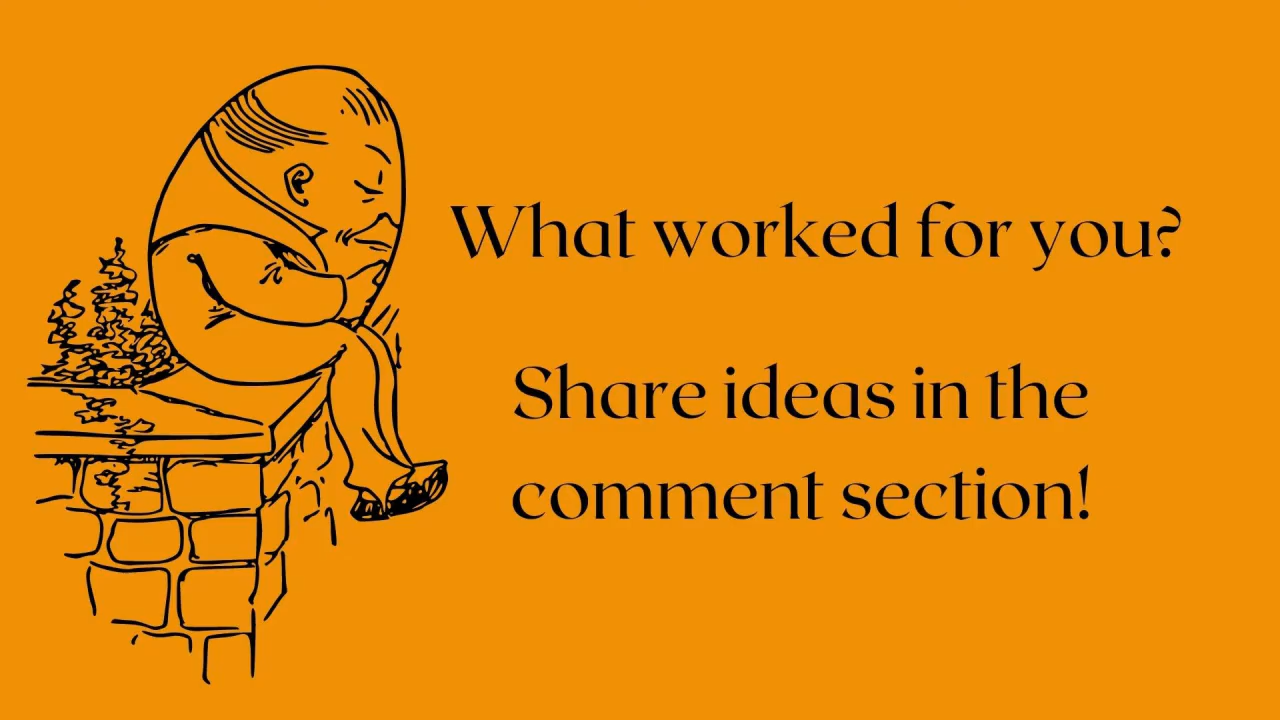 What worked for you?
Share ideas in the
comment section!